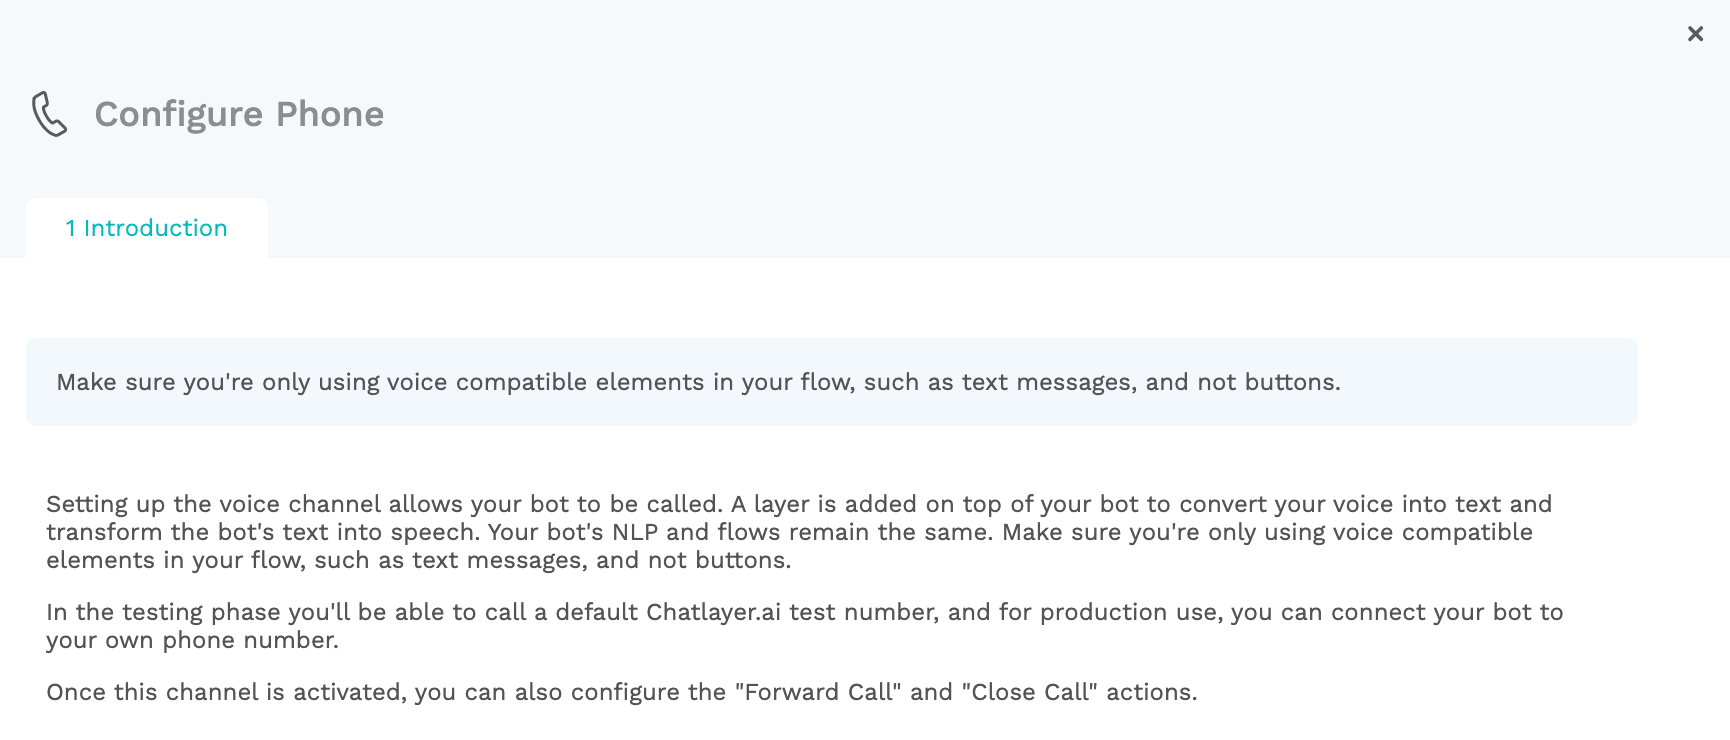 Configure Phone
1 Introduction
Make sure you're only using voice compatible elements in your flow, such as text messages, and not buttons.
Setting up the voice channel allows your bot to be called. A layer is added on top of your bot to convert your voice into text and
transform the bot's text into speech. Your bot's NLP and flows remain the same. Make sure you're only using voice compatible
elements in your flow, such as text messages, and not buttons.
In the testing phase you'll be able to call a default Chatlayer.ai test number, and for production use, you can connect your bot to
your own phone number.
Once this channel is activated, you can also configure the "Forward Call" and "Close Call" actions.